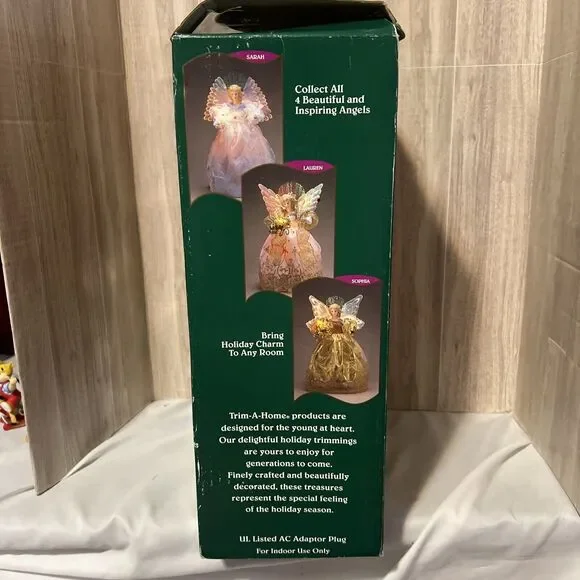 SARAH
Collect All
4 Beautiful and
Inspiring Angels
LAUREN
SOPHIA
Bring
Holiday Charm
To Any Room
Trim-A-Home® products are
designed for the young at heart.
Our delightful holiday trimmings
are yours to enjoy for
generations to come.
Finely crafted and beautifully
decorated, these treasures
represent the special feeling
of the holiday season.
UL Listed AC Adaptor Plug
For Indoor Use Only